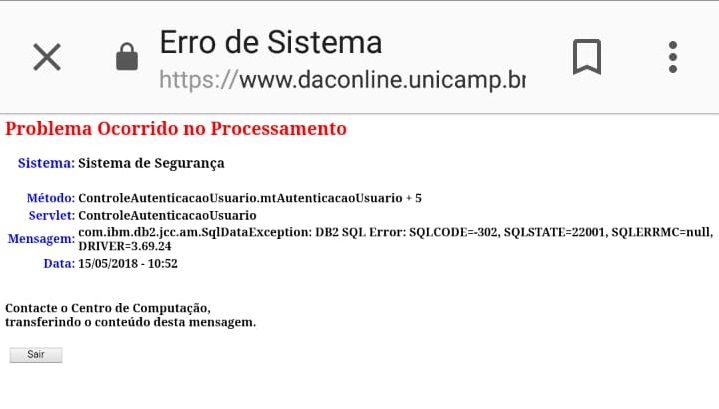 Erro de Sistema
https://www.daconline.unicamp.br
Problema Ocorrido no Processamento
Sistema: Sistema de Segurança
Método: ControleAutenticacaoUsuario.mtAutenticacaoUsuario + 5
Servlet: ControleAutenticacaoUsuario
Mensagem: com.ibm.db2.jcc.am.SqlDataException: DB2 SQL Error: SQLCODE=-302, SQLSTATE=22001, SQLERRMC=null,
DRIVER=3.69.24
Data: 15/05/2018 - 10:52
Contacte o Centro de Computação,
transferindo o conteúdo desta mensagem.
Sair